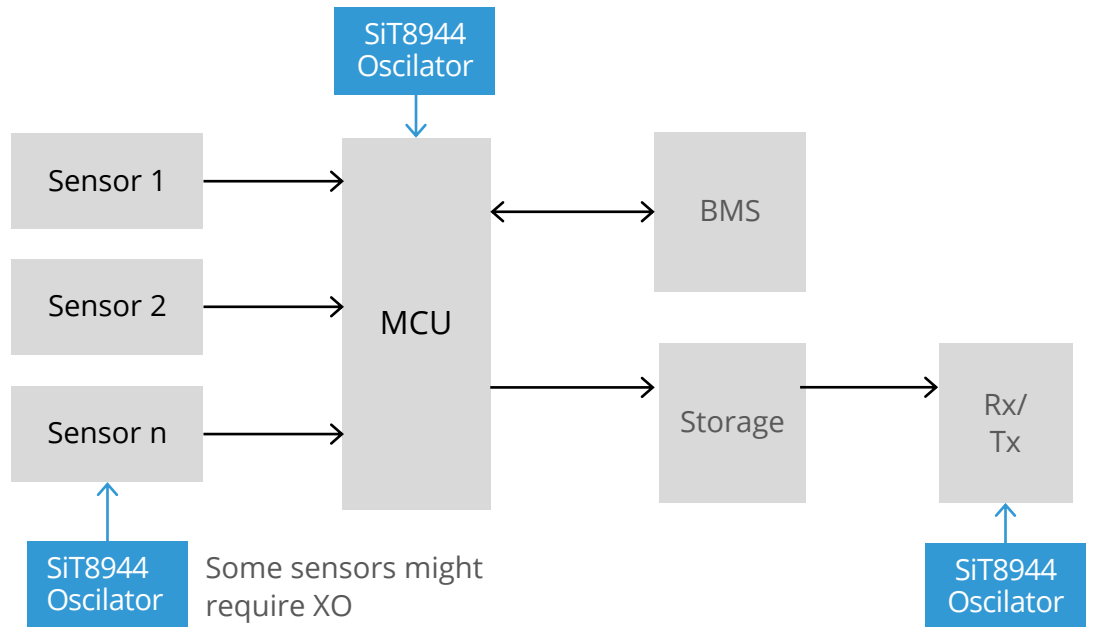 SiT8944
Oscilator
Sensor 1
Sensor 2
Sensor n
MCU
BMS
Storage
Rx/
Tx
SiT8944
Oscilator
Some sensors might
require XO
SiT8944
Oscilator